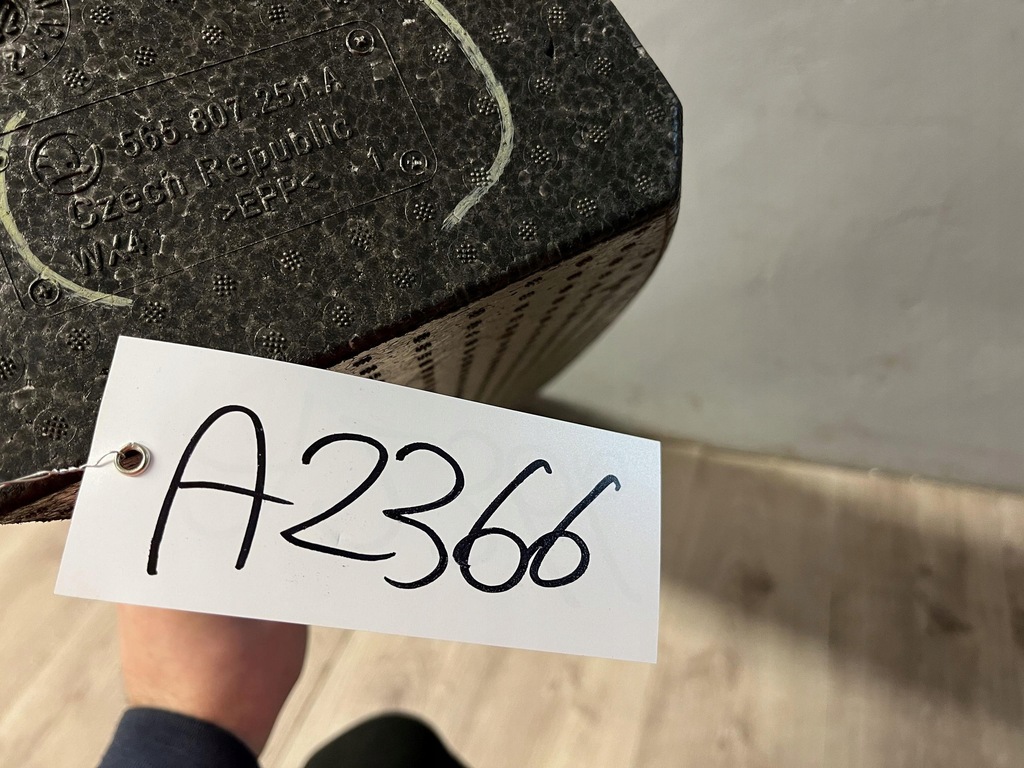 565.807.251.A
Czech Republic
>EPP< 1
WX4
A2366